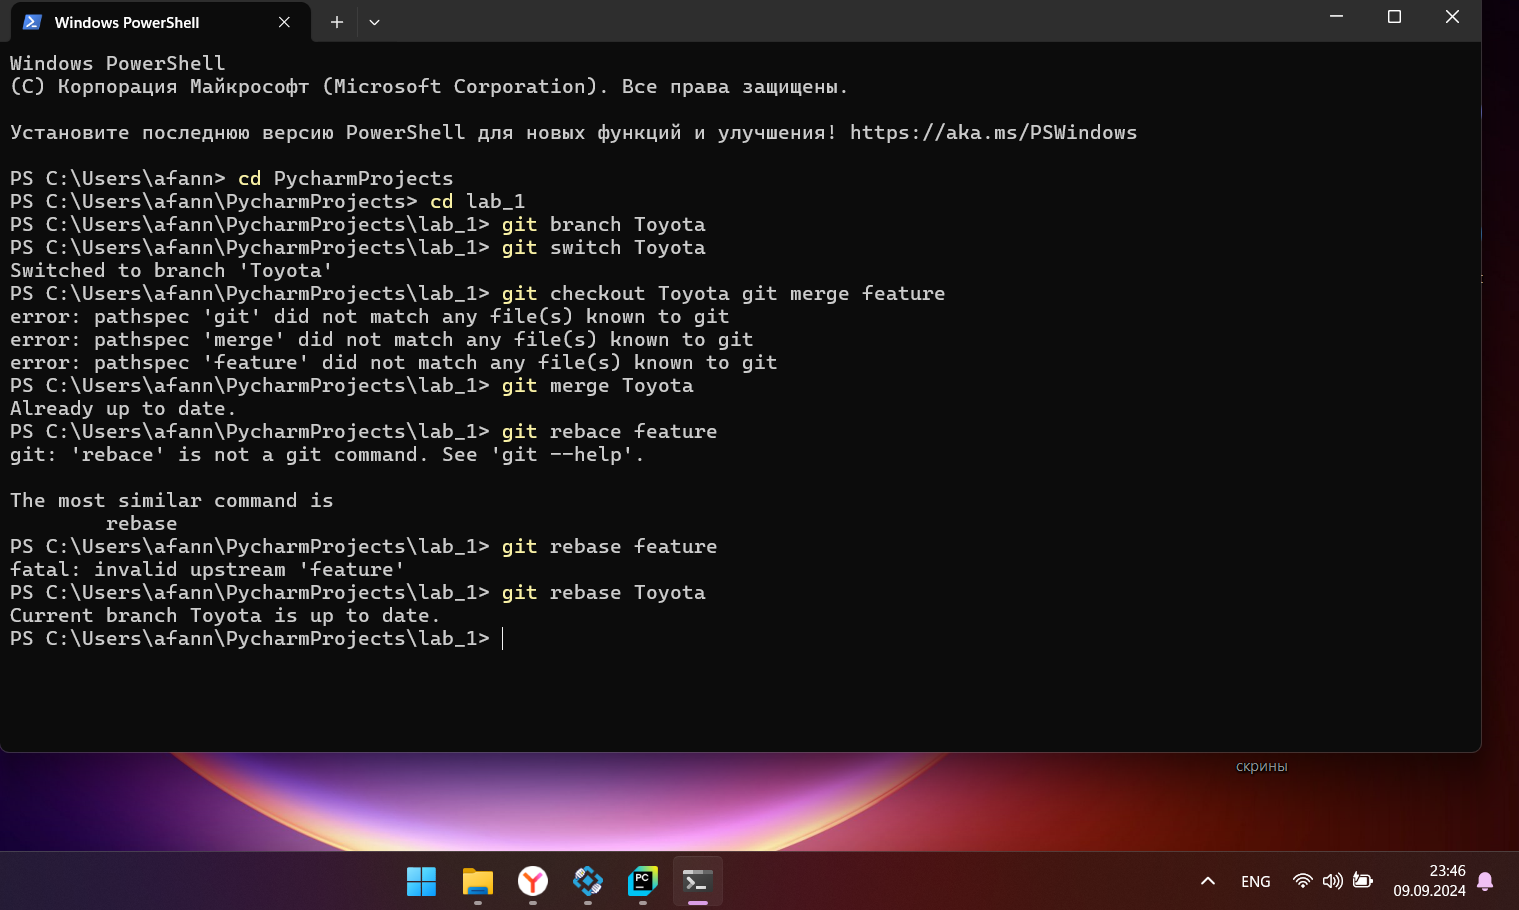 Windows PowerShell
Windows PowerShell
(C) Корпорация Майкрософт (Microsoft Corporation). Все права защищены.
Установите последнюю версию PowerShell для новых функций и улучшения! https://aka.ms/PSWindows
PS C:\Users\afann> cd PycharmProjects
PS C:\Users\afann\PycharmProjects> cd lab_1
PS C:\Users\afann\PycharmProjects\lab_1> git branch Toyota
PS C:\Users\afann\PycharmProjects\lab_1> git switch Toyota
Switched to branch 'Toyota'
PS C:\Users\afann\PycharmProjects\lab_1> git checkout Toyota git merge feature
error: pathspec 'git' did not match any file(s) known to git
error: pathspec 'merge' did not match any file(s) known to git
error: pathspec 'feature' did not match any file(s) known to git
PS C:\Users\afann\PycharmProjects\lab_1> git merge Toyota
Already up to date.
PS C:\Users\afann\PycharmProjects\lab_1> git rebace feature
git: 'rebace' is not a git command. See 'git --help'.
The most similar command is
rebase
PS C:\Users\afann\PycharmProjects\lab_1> git rebase feature
fatal: invalid upstream 'feature'
PS C:\Users\afann\PycharmProjects\lab_1> git rebase Toyota
Current branch Toyota is up to date.
PS C:\Users\afann\PycharmProjects\lab_1>
скрины
PC
ENG
23:46
09.09.2024